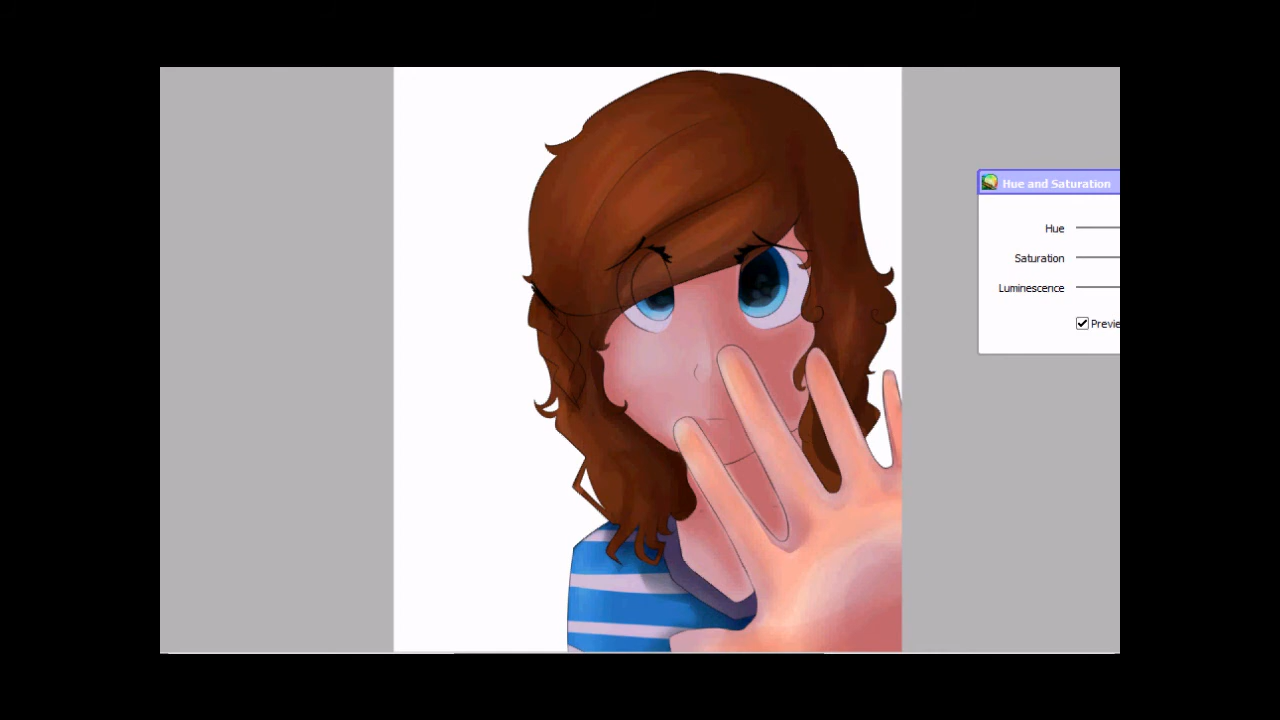 Hue and Saturation
Hue
Saturation
Luminescence
Previe